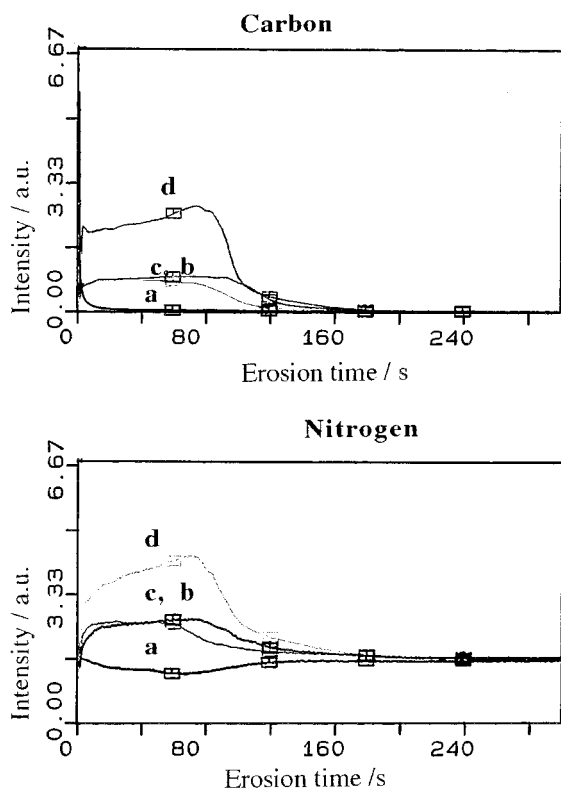 Carbon
6.67
3.33
0.00
Intensity / a.u.
d
c, b
a
0 80 160 240
Erosion time / s
Nitrogen
6.67
3.33
0.00
Intensity / a.u.
d
c, b
a
0 80 160 240
Erosion time /s